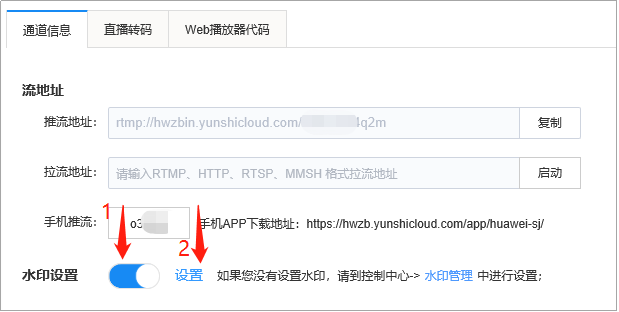 通道信息 直播转码 Web播放器代码
流地址
推流地址: rtmp://hwzbin.yunshicloud.com/ 4q2m 复制
拉流地址: 请输入RTMP、HTTP、RTSP、MMSH 格式拉流地址 启动
1 手机推流: o3 2 手机APP下载地址: https://hwzb.yunshicloud.com/app/huawei-sj/
水印设置 设置 如果您没有设置水印，请到控制中心-> 水印管理 中进行设置;